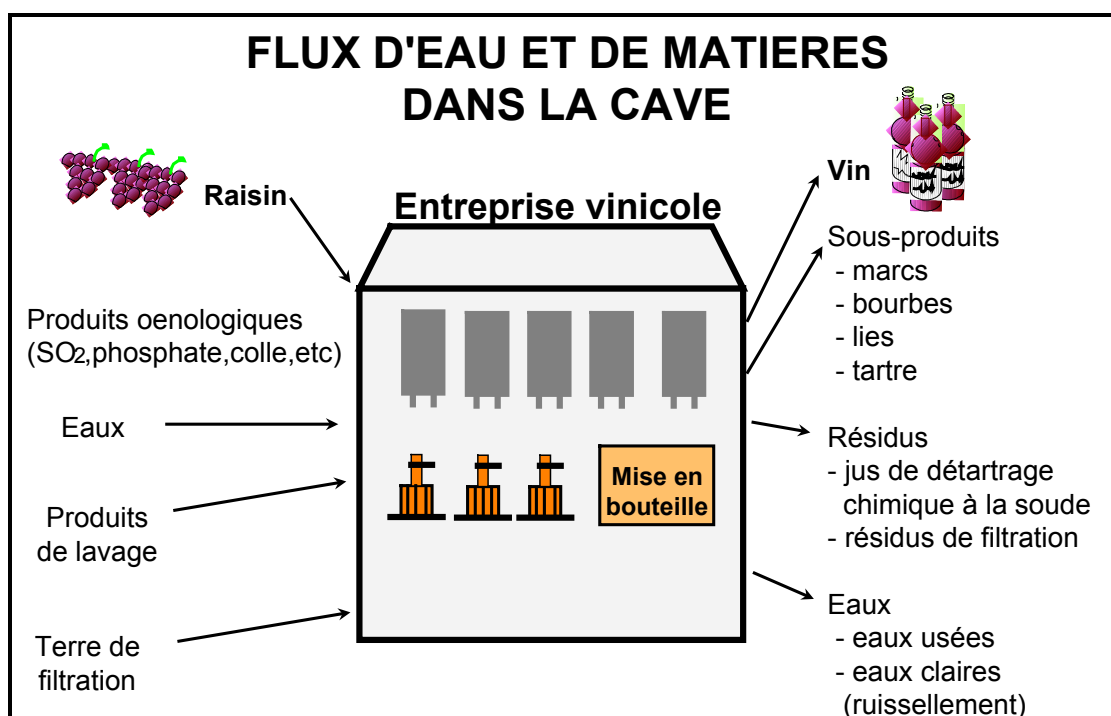 FLUX D'EAU ET DE MATIERES
DANS LA CAVE
Raisin
Entreprise vinicole
Vin
Produits oenologiques
(SO2,phosphate,colle,etc)
Eaux
Produits
de lavage
Terre de
filtration
Mise en
bouteille
Sous-produits
- marcs
- bourbes
- lies
- tartre
Résidus
- jus de détartrage
chimique à la soude
- résidus de filtration
Eaux
- eaux usées
- eaux claires
(ruissellement)